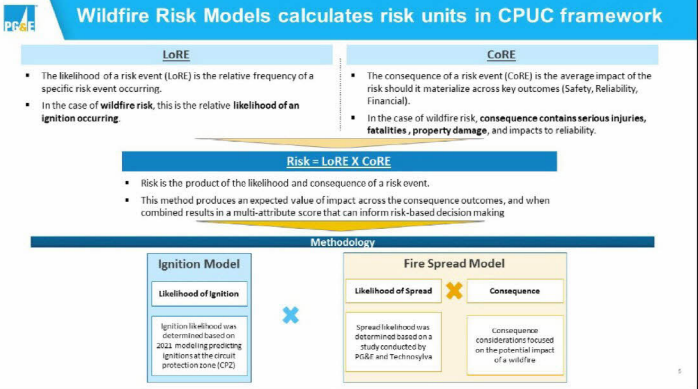 PG&E
Wildfire Risk Models calculates risk units in CPUC framework
LoRE
▪ The likelihood of a risk event (LoRE) is the relative frequency of a
specific risk event occurring.
▪ In the case of wildfire risk, this is the relative likelihood of an
ignition occurring.
CoRE
▪ The consequence of a risk event (CoRE) is the average impact of the
risk should it materialize across key outcomes (Safety, Reliability,
Financial).
▪ In the case of wildfire risk, consequence contains serious injuries,
fatalities , property damage, and impacts to reliability.
Risk = LoRE X CoRE
▪ Risk is the product of the likelihood and consequence of a risk event.
▪ This method produces an expected value of impact across the consequence outcomes, and when
combined results in a multi-attribute score that can inform risk-based decision making
Methodology
Ignition Model
Likelihood of Ignition
Ignition likelihood was
determined based on
2021 modeling predicting
ignitions at the circuit
protection zone (CPZ)
Fire Spread Model
Likelihood of Spread
Consequence
Spread likelihood was
determined based on a
study conducted by
PG&E and Technosylva
Consequence
considerations focused
on the potential impact
of a wildfire